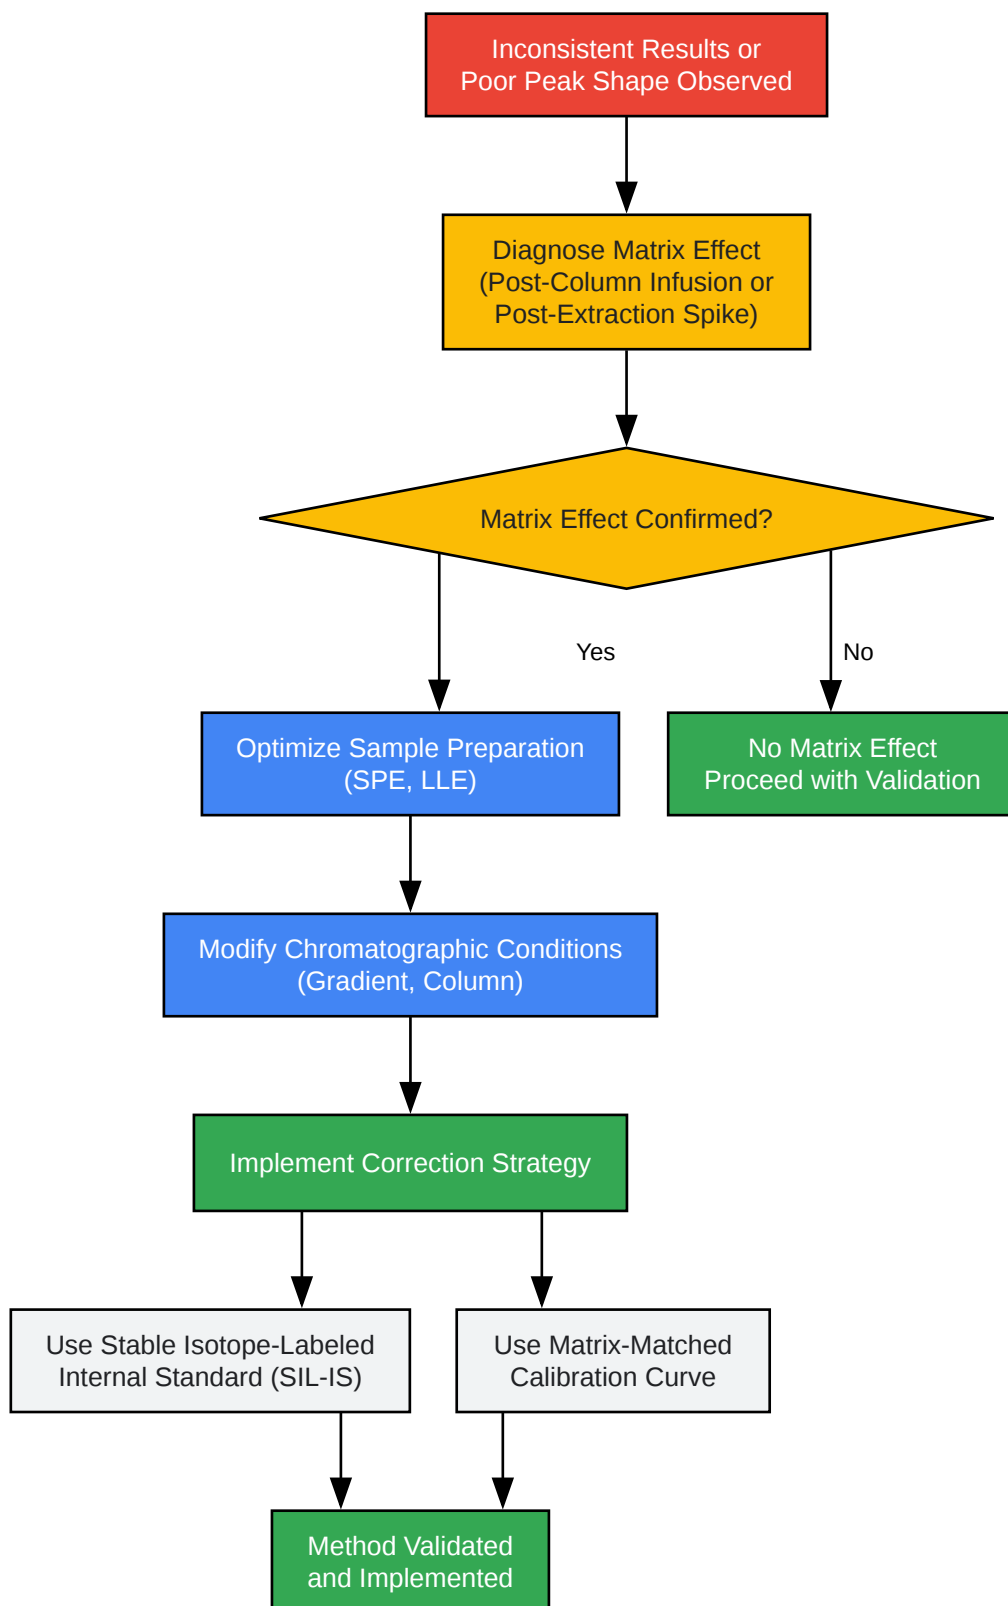 Inconsistent Results or
Poor Peak Shape Observed
Diagnose Matrix Effect
(Post-Column Infusion or
Post-Extraction Spike)
Matrix Effect Confirmed?
Yes
No
Optimize Sample Preparation
(SPE, LLE)
No Matrix Effect
Proceed with Validation
Modify Chromatographic Conditions
(Gradient, Column)
Implement Correction Strategy
Use Stable Isotope-Labeled
Internal Standard (SIL-IS)
Use Matrix-Matched
Calibration Curve
Method Validated
and Implemented